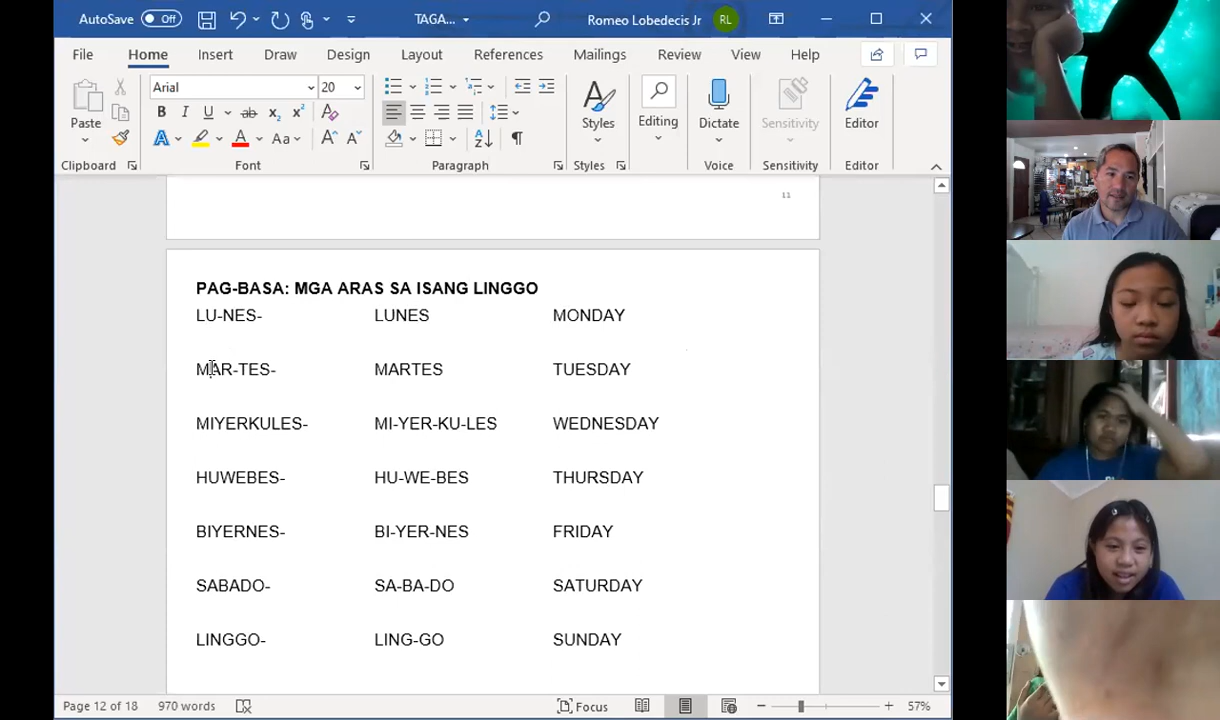 AutoSave Off TAGA... Romeo Lobedecis Jr RL
File Home Insert Draw Design Layout References Mailings Review View Help
Arial 20
Paste Styles Editing Dictate Sensitivity Editor
Clipboard Font Paragraph Styles Voice Sensitivity Editor
11
PAG-BASA: MGA ARAS SA ISANG LINGGO
LU-NES- LUNES MONDAY
MAR-TES- MARTES TUESDAY
MIYERKULES- MI-YER-KU-LES WEDNESDAY
HUWEBES- HU-WE-BES THURSDAY
BIYERNES- BI-YER-NES FRIDAY
SABADO- SA-BA-DO SATURDAY
LINGGO- LING-GO SUNDAY
Page 12 of 18 970 words Focus 57%